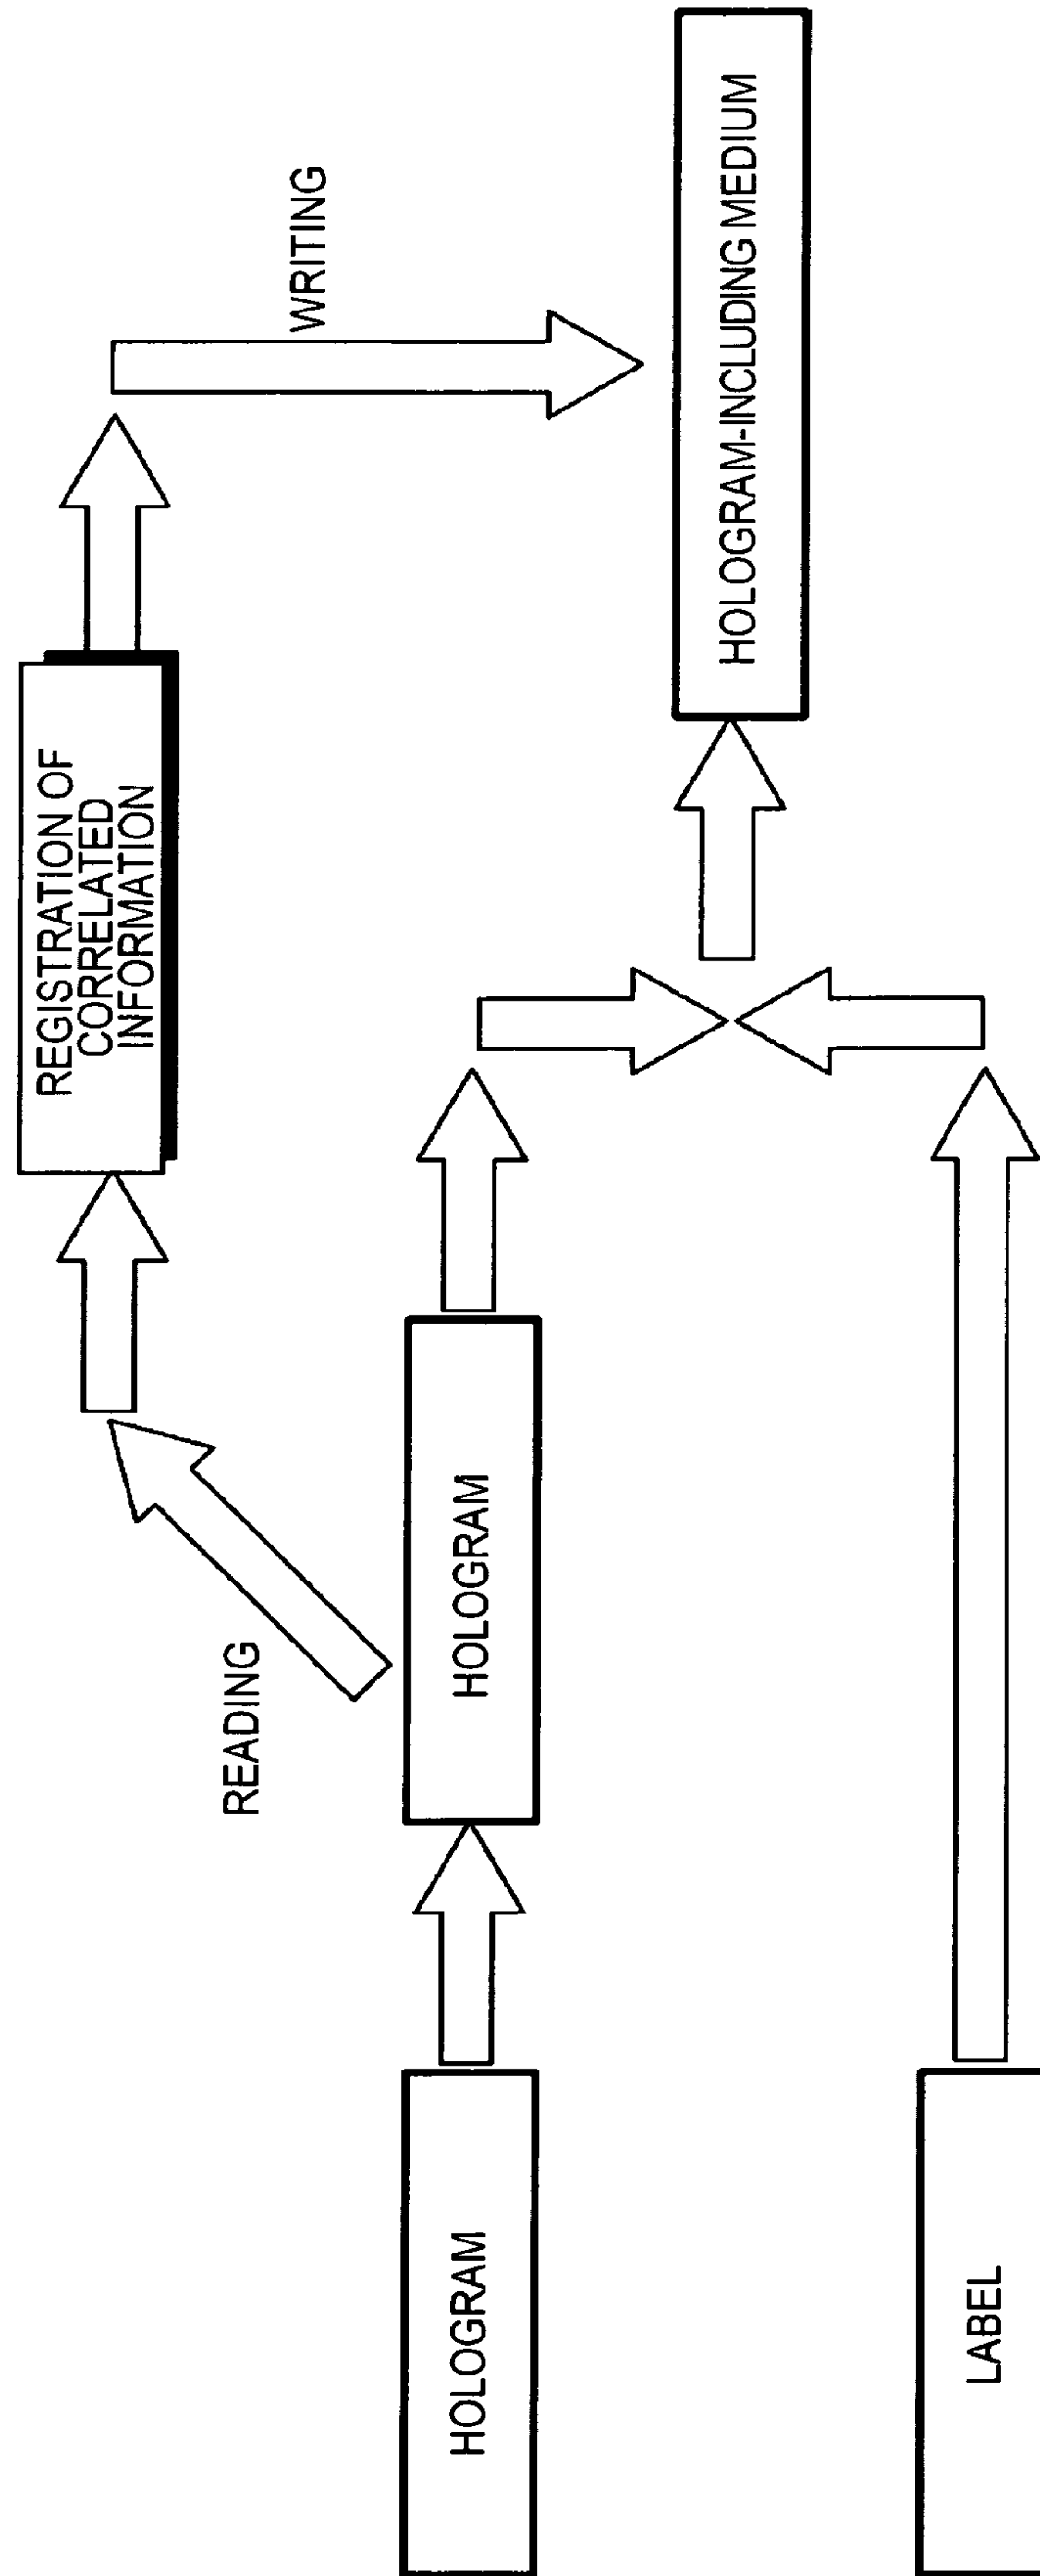 REGISTRATION OF
CORRELATED
INFORMATION
READING
WRITING
HOLOGRAM
HOLOGRAM
HOLOGRAM-INCLUDING MEDIUM
LABEL